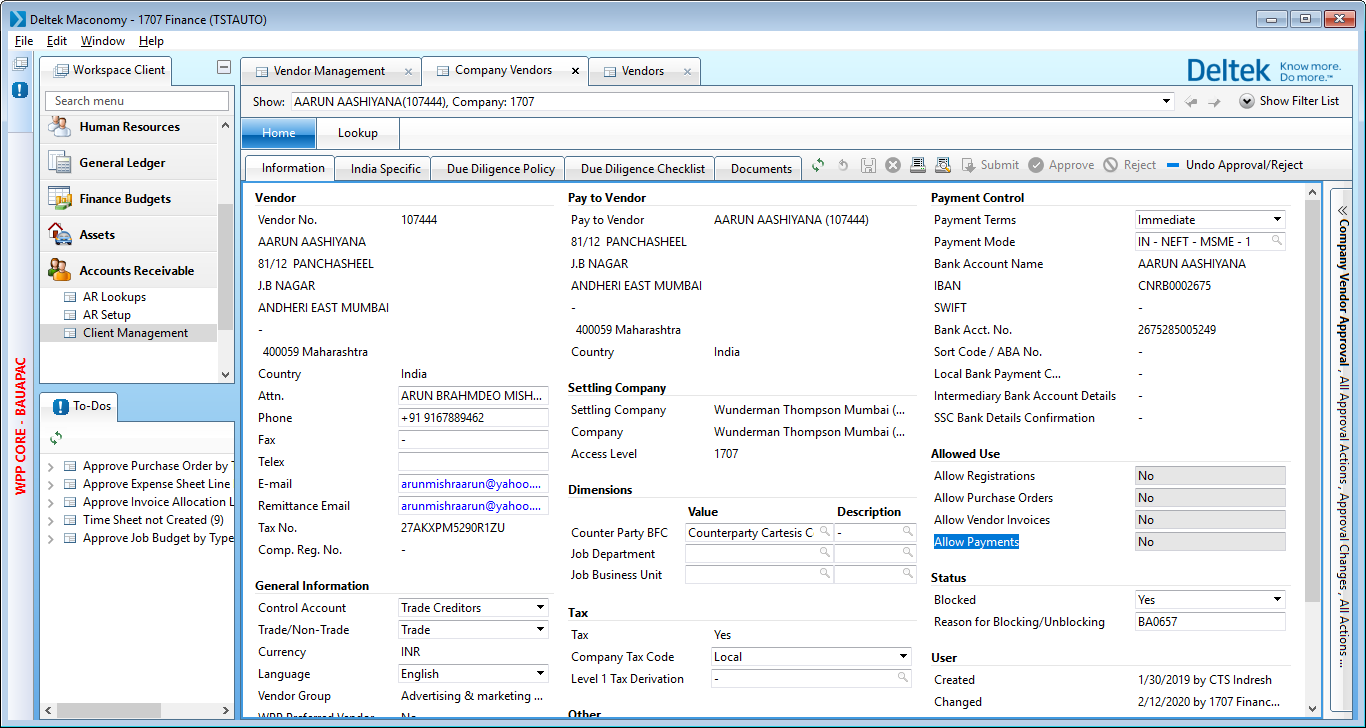 Deltek Maconomy - 1707 Finance (TSTAUTO)
File Edit Window Help
WPP CORE - BAUAPAC
Workspace Client
Search menu
Human Resources
General Ledger
Finance Budgets
Assets
Accounts Receivable
AR Lookups
AR Setup
Client Management
To-Dos
Approve Purchase Order by
Approve Expense Sheet Line
Approve Invoice Allocation L
Time Sheet not Created (9)
Approve Job Budget by Type
Vendor Management Company Vendors Vendors
Deltek Know more. Do more.™
Show: AARUN AASHIYANA(107444), Company: 1707 Show Filter List
Home Lookup
Information India Specific Due Diligence Policy Due Diligence Checklist Documents Submit Approve Reject Undo Approval/Reject
Vendor
Vendor No. 107444
AARUN AASHIYANA
81/12 PANCHASHEEL
J.B NAGAR
ANDHERI EAST MUMBAI
-
400059 Maharashtra
Country India
Attn. ARUN BRAHMDEO MISH...
Phone +91 9167889462
Fax -
Telex
E-mail arunmishraarun@yahoo....
Remittance Email arunmishraarun@yahoo....
Tax No. 27AKXPM5290R1ZU
Comp. Reg. No. -
General Information
Control Account Trade Creditors
Trade/Non-Trade Trade
Currency INR
Language English
Vendor Group Advertising & marketing ...
WPP Preferred Vendor No
Pay to Vendor
Pay to Vendor AARUN AASHIYANA (107444)
81/12 PANCHASHEEL
J.B NAGAR
ANDHERI EAST MUMBAI
-
400059 Maharashtra
Country India
Settling Company
Settling Company Wunderman Thompson Mumbai (...
Company Wunderman Thompson Mumbai (...
Access Level 1707
Dimensions
Value Description
Counter Party BFC Counterparty Cartesis C -
Job Department
Job Business Unit
Tax
Tax Yes
Company Tax Code Local
Level 1 Tax Derivation -
Other
Payment Control
Payment Terms Immediate
Payment Mode IN - NEFT - MSME - 1
Bank Account Name AARUN AASHIYANA
IBAN CNRB0002675
SWIFT -
Bank Acct. No. 2675285005249
Sort Code / ABA No. -
Local Bank Payment C... -
Intermediary Bank Account Details -
SSC Bank Details Confirmation -
Allowed Use
Allow Registrations No
Allow Purchase Orders No
Allow Vendor Invoices No
Allow Payments No
Status
Blocked Yes
Reason for Blocking/Unblocking BA0657
User
Created 1/30/2019 by CTS Indresh
Changed 2/12/2020 by 1707 Financ...
Company Vendor Approval , All Approval Actions, Approval Changes , All Actions ...